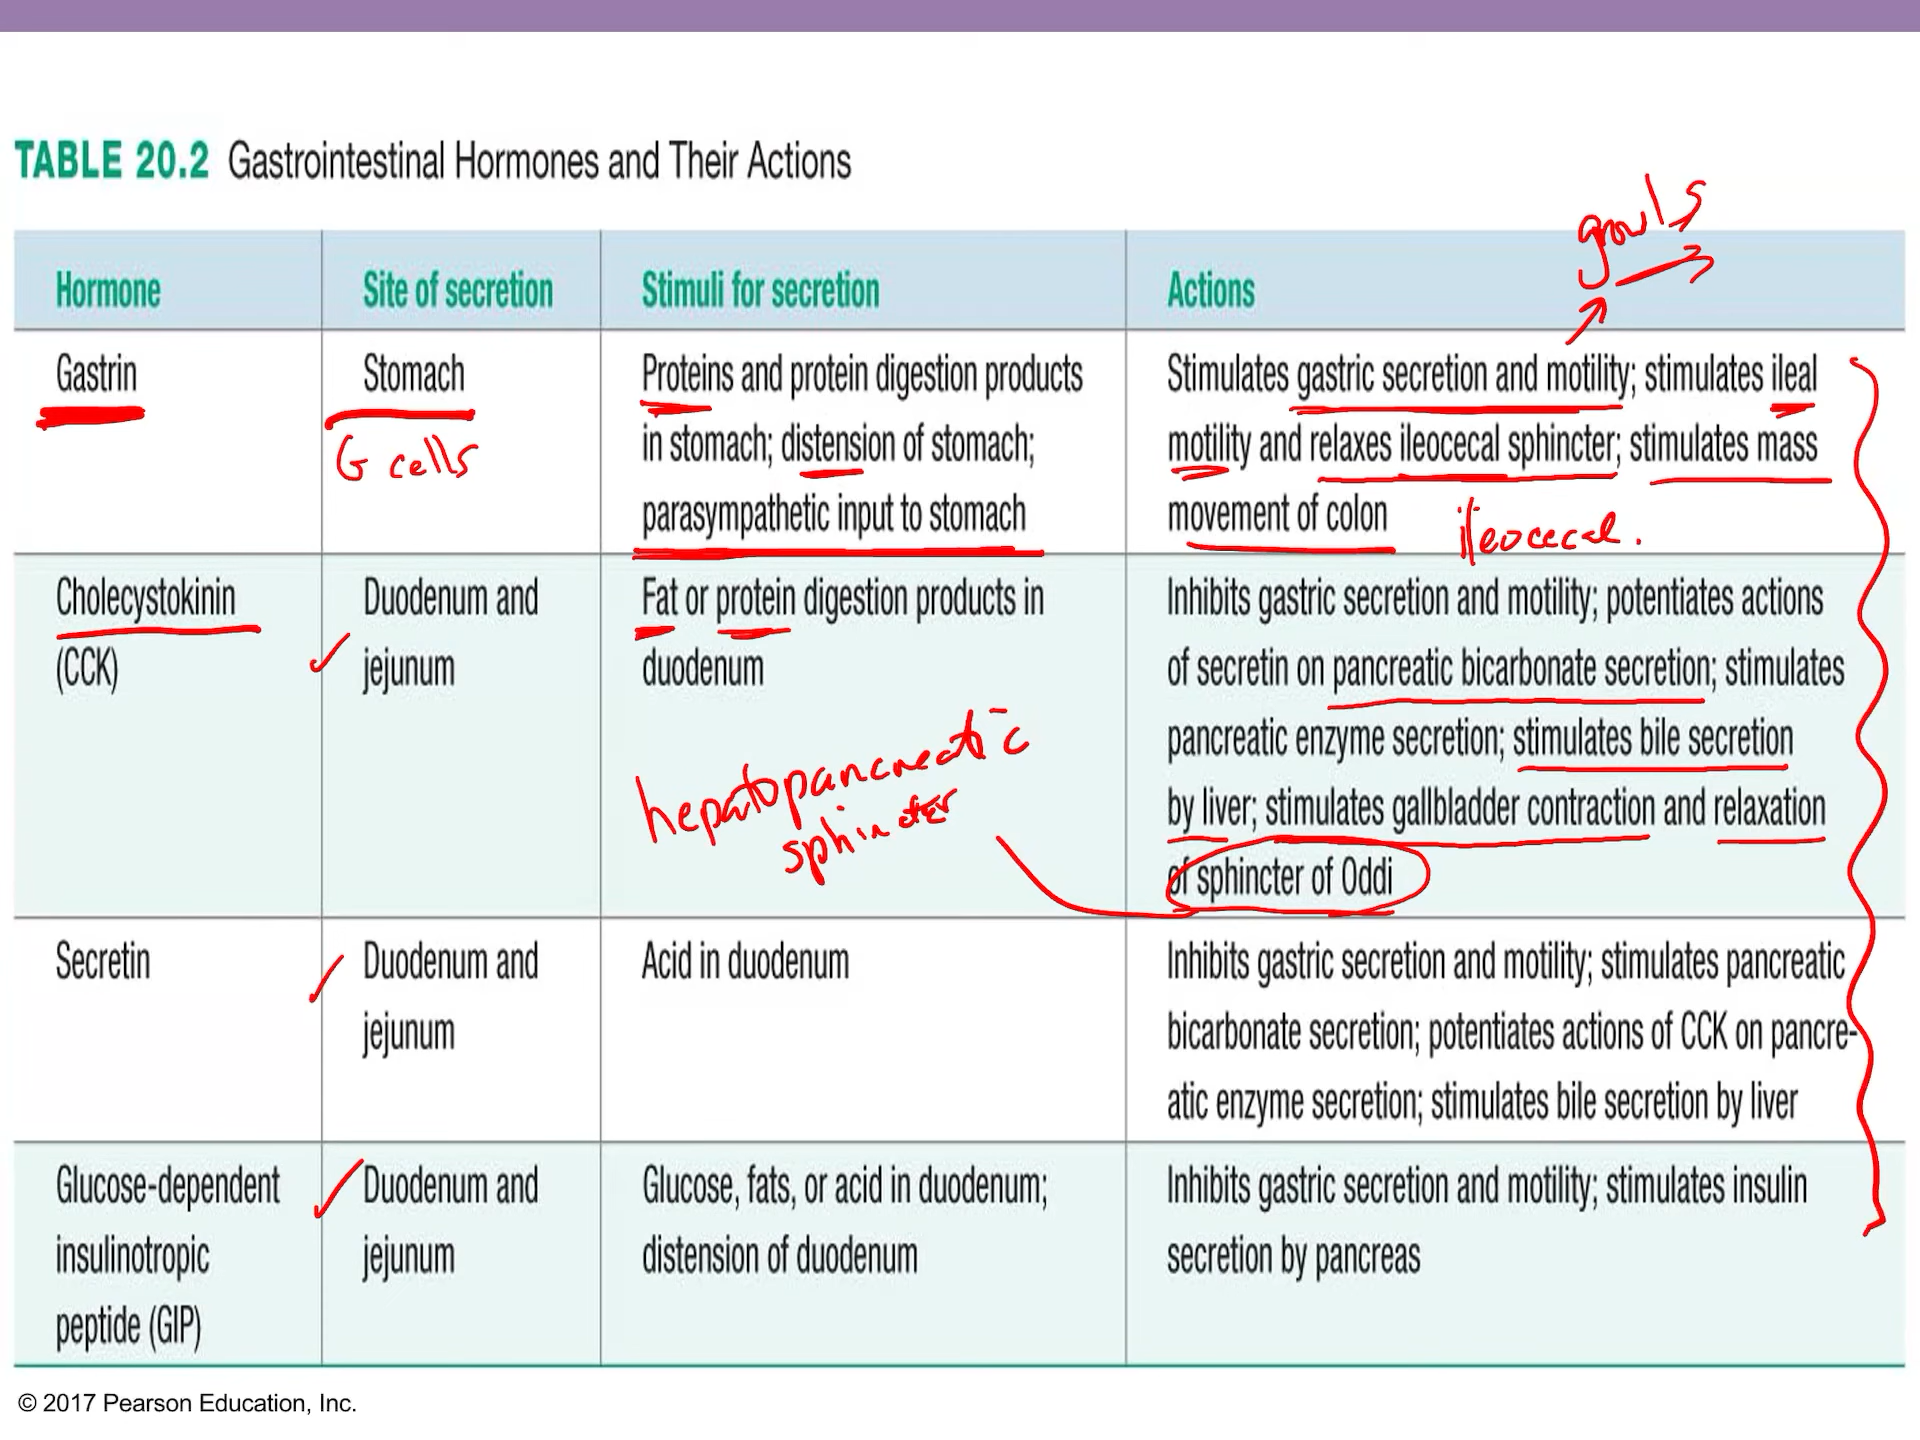 TABLE 20.2 Gastrointestinal Hormones and Their Actions
growls
Hormone
Site of secretion
Stimuli for secretion
Actions
Gastrin
Stomach
G cells
Proteins and protein digestion products
in stomach; distension of stomach;
parasympathetic input to stomach
Stimulates gastric secretion and motility; stimulates ileal
motility and relaxes ileocecal sphincter; stimulates mass
movement of colon
ileocecal.
Cholecystokinin
(CCK)
Duodenum and
jejunum
Fat or protein digestion products in
duodenum
hepatopancreatic
sphincter
Inhibits gastric secretion and motility; potentiates actions
of secretin on pancreatic bicarbonate secretion; stimulates
pancreatic enzyme secretion; stimulates bile secretion
by liver; stimulates gallbladder contraction and relaxation
of sphincter of Oddi
Secretin
Duodenum and
jejunum
Acid in duodenum
Inhibits gastric secretion and motility; stimulates pancreatic
bicarbonate secretion; potentiates actions of CCK on pancre-
atic enzyme secretion; stimulates bile secretion by liver
Glucose-dependent
insulinotropic
peptide (GIP)
Duodenum and
jejunum
Glucose, fats, or acid in duodenum;
distension of duodenum
Inhibits gastric secretion and motility; stimulates insulin
secretion by pancreas
© 2017 Pearson Education, Inc.